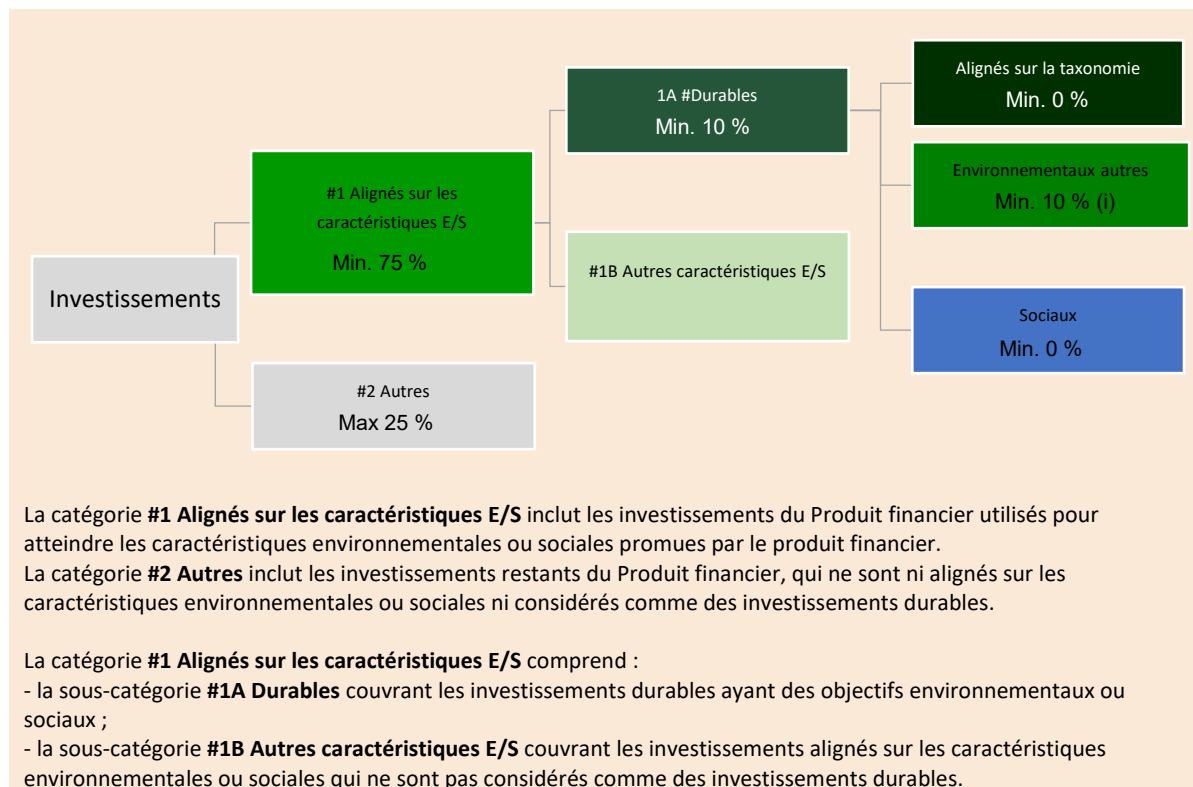 Investissements
#1 Alignés sur les
caractéristiques E/S
Min. 75 %
#2 Autres
Max 25 %
1A #Durables
Min. 10 %
#1B Autres caractéristiques E/S
Alignés sur la taxonomie
Min. 0 %
Environnementaux autres
Min. 10 % (i)
Sociaux
Min. 0 %
La catégorie #1 Alignés sur les caractéristiques E/S inclut les investissements du Produit financier utilisés pour
atteindre les caractéristiques environnementales ou sociales promues par le produit financier.
La catégorie #2 Autres inclut les investissements restants du Produit financier, qui ne sont ni alignés sur les
caractéristiques environnementales ou sociales ni considérés comme des investissements durables.
La catégorie #1 Alignés sur les caractéristiques E/S comprend :
- la sous-catégorie #1A Durables couvrant les investissements durables ayant des objectifs environnementaux ou
sociaux ;
- la sous-catégorie #1B Autres caractéristiques E/S couvrant les investissements alignés sur les caractéristiques
environnementales ou sociales qui ne sont pas considérés comme des investissements durables.